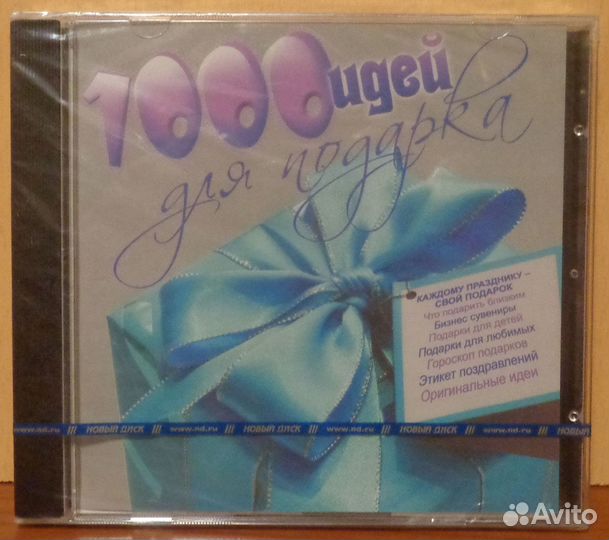 1000 идей
для подарка
КАЖДОМУ ПРАЗДНИКУ –
СВОЙ ПОДАРОК
Что подарить близким
Бизнес сувениры
Подарки для детей
Подарки для любимых
Гороскоп подарков
Этикет поздравлений
Оригинальные идеи
www.nd.ru /// НОВЫЙ ДИСК /// www.nd.ru /// НОВЫЙ ДИСК /// www.nd.ru /// НОВЫЙ ДИСК /// www.nd.ru /// НОВЫЙ
Avito